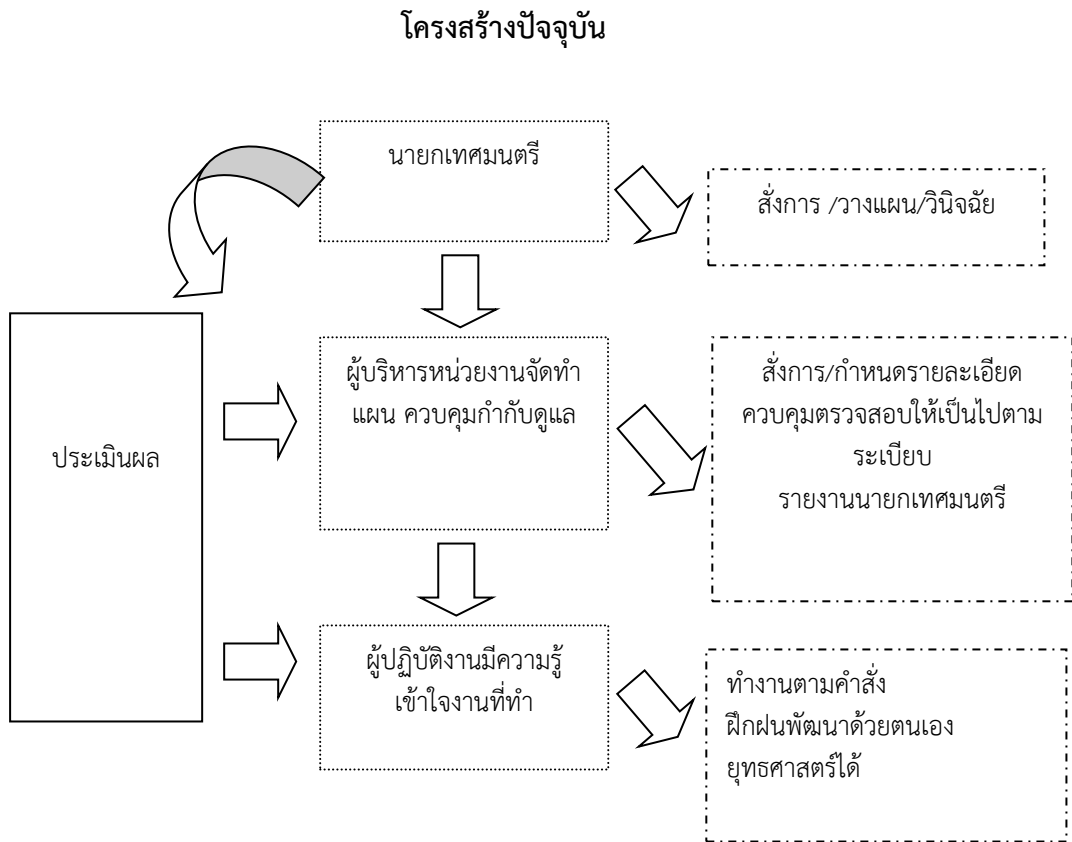 โครงสร้างปัจจุบัน
นายกเทศมนตรี
สั่งการ /วางแผน/วินิจฉัย
ผู้บริหารหน่วยงานจัดทำ
แผน ควบคุมกำกับดูแล
สั่งการ/กำหนดรายละเอียด
ควบคุมตรวจสอบให้เป็นไปตาม
ระเบียบ
รายงานนายกเทศมนตรี
ประเมินผล
ผู้ปฏิบัติงานมีความรู้
เข้าใจงานที่ทำ
ทำงานตามคำสั่ง
ฝึกฝนพัฒนาด้วยตนเอง
ยุทธศาสตร์ได้